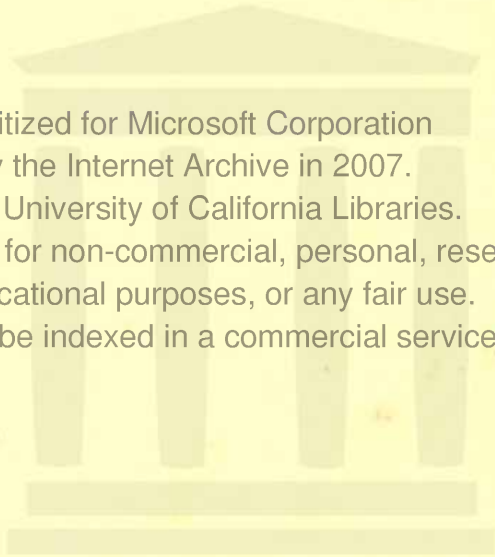 itized for Microsoft Corporation
the Internet Archive in 2007.
University of California Libraries.
for non-commercial, personal, rese
cational purposes, or any fair use.
be indexed in a commercial service